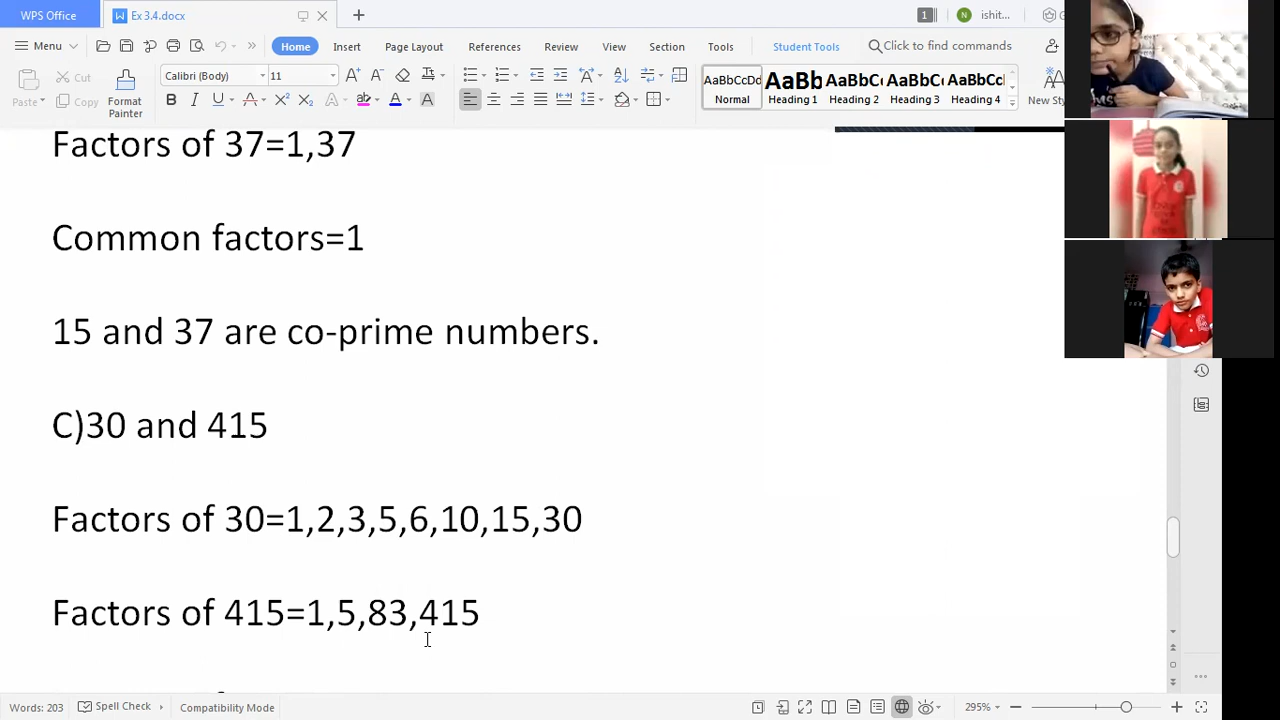 WPS Office
Ex 3.4.docx
1
ishit...
Menu
Home
Insert
Page Layout
References
Review
View
Section
Tools
Student Tools
Click to find commands
Paste
Cut
Copy
Format Painter
Calibri (Body)
11
AaBbCcDd
Normal
AaBb
Heading 1
AaBbC
Heading 2
AaBbC
Heading 3
AaBbC
Heading 4
New Sty
Factors of 37=1,37
Common factors=1
15 and 37 are co-prime numbers.
C)30 and 415
Factors of 30=1,2,3,5,6,10,15,30
Factors of 415=1,5,83,415
Words: 203
Spell Check
Compatibility Mode
295%